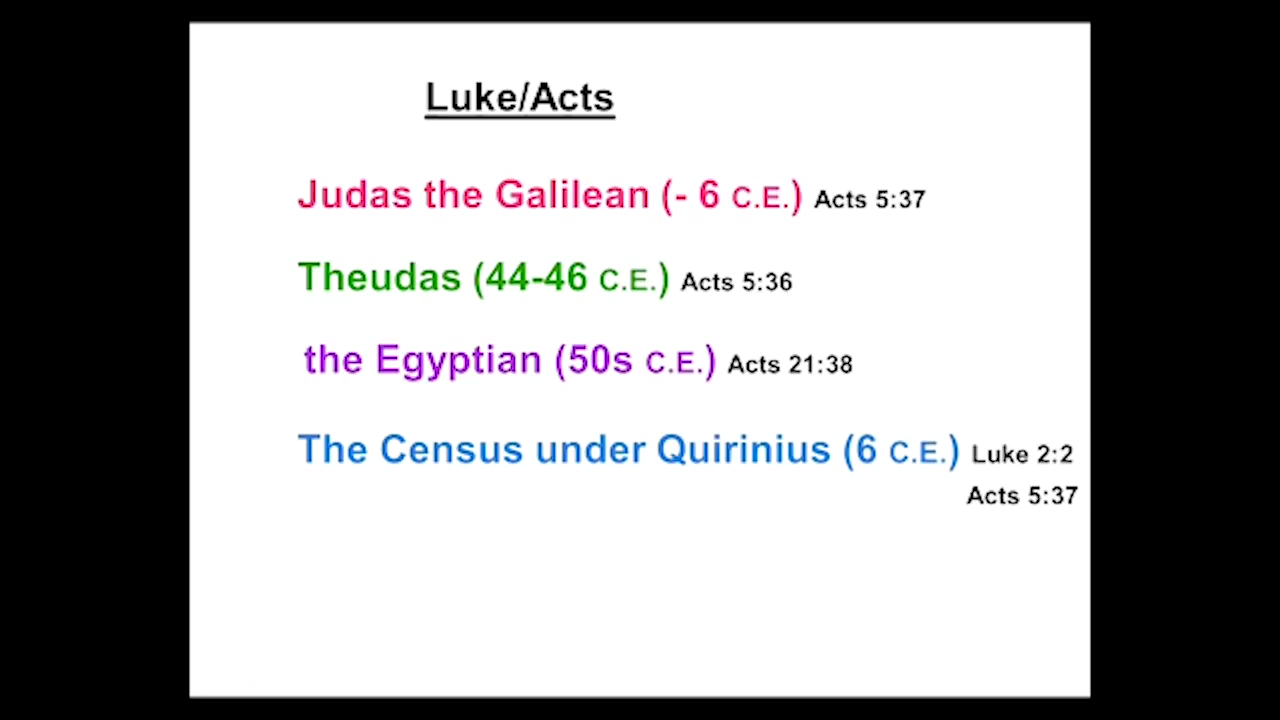 Luke/Acts
Judas the Galilean (- 6 C.E.) Acts 5:37
Theudas (44-46 C.E.) Acts 5:36
the Egyptian (50s C.E.) Acts 21:38
The Census under Quirinius (6 C.E.) Luke 2:2
Acts 5:37